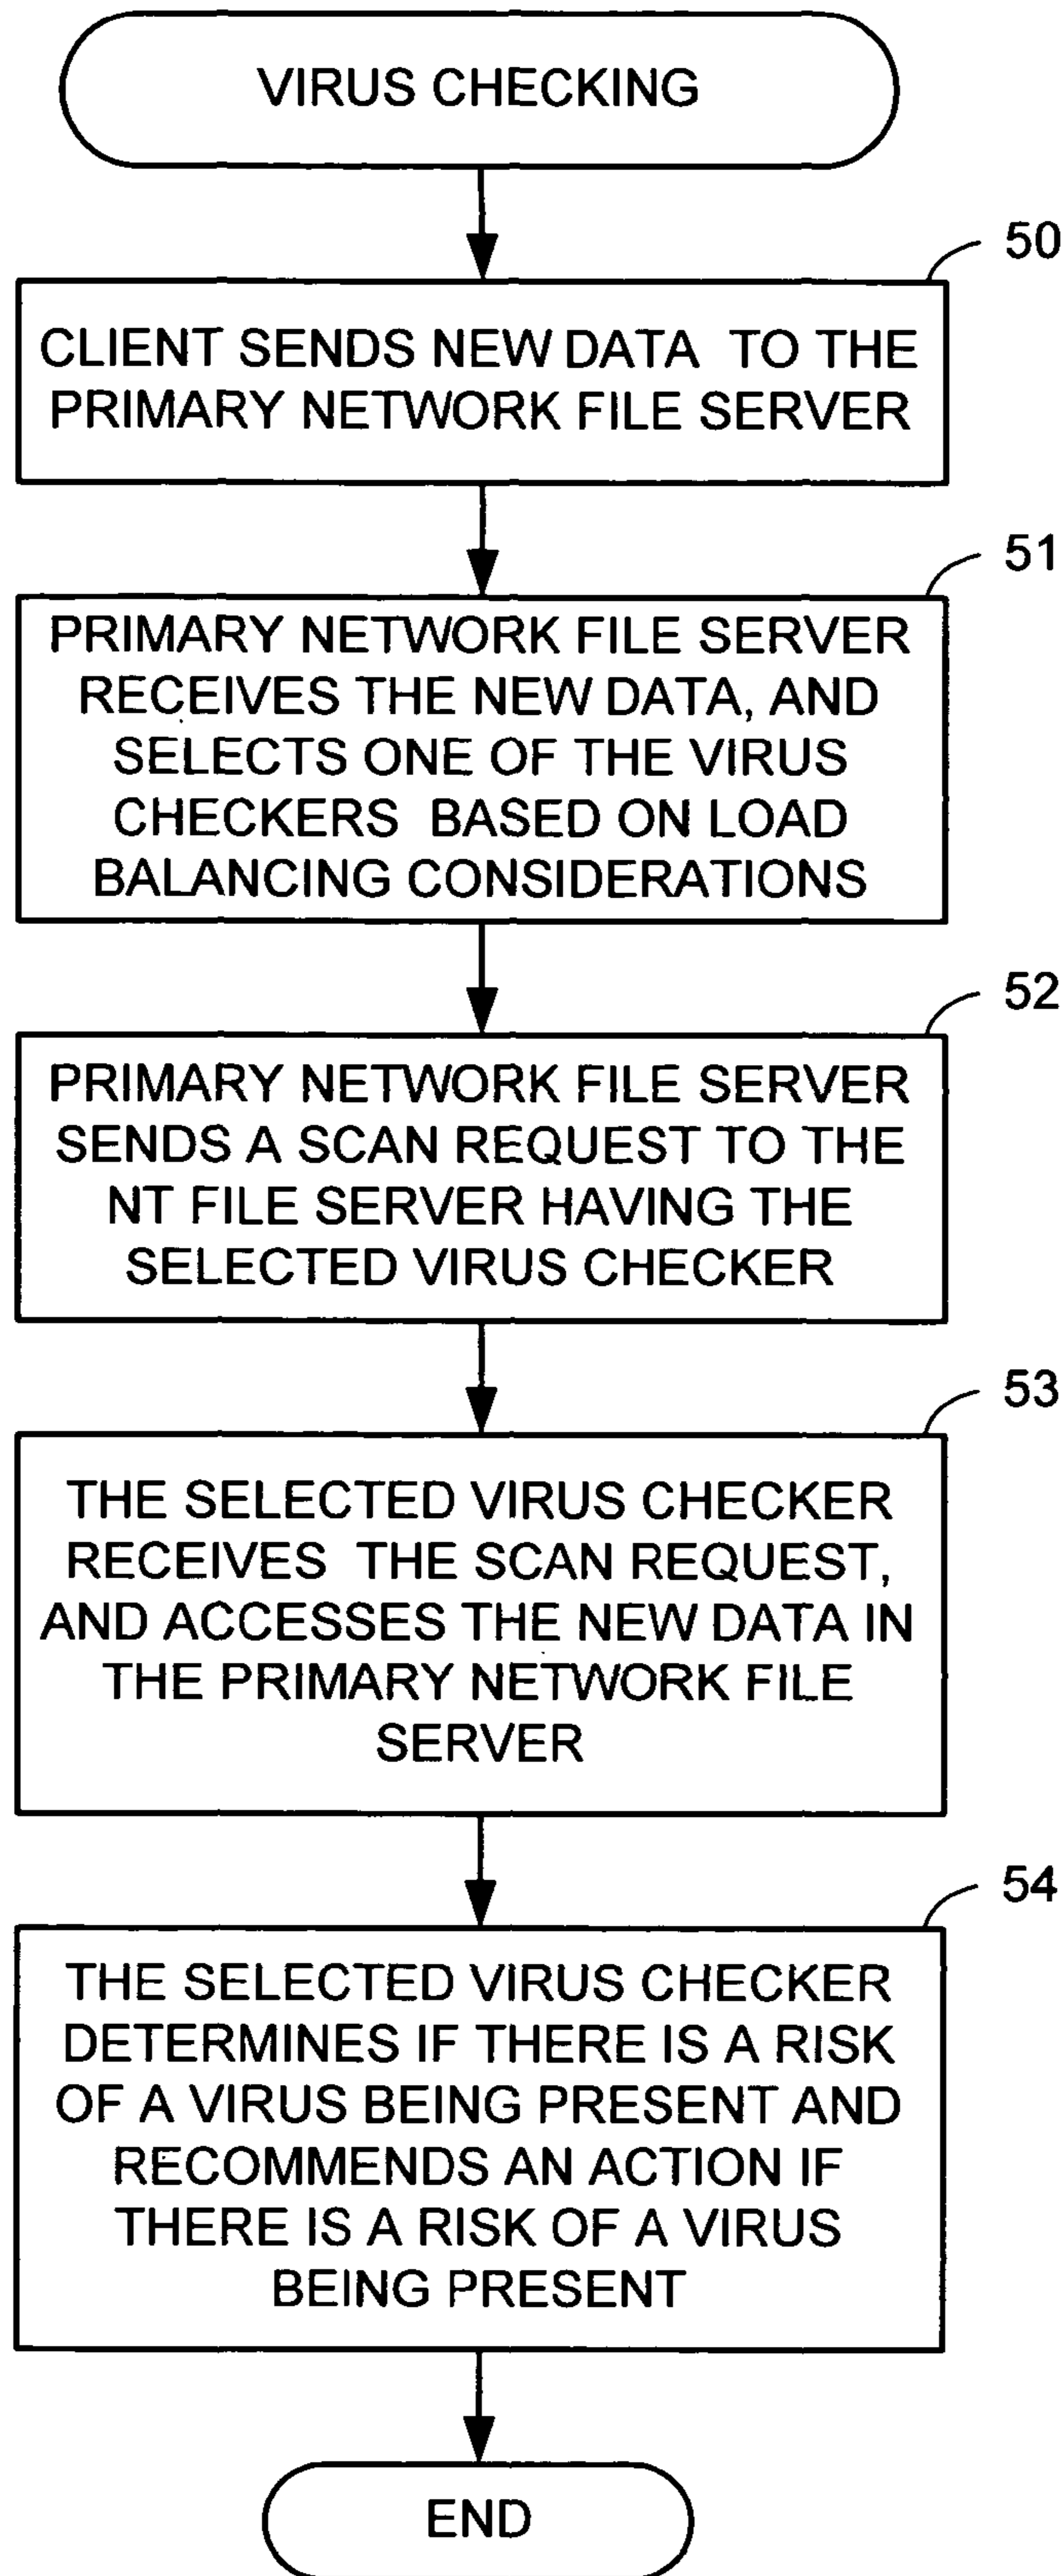 VIRUS CHECKING
50
CLIENT SENDS NEW DATA TO THE
PRIMARY NETWORK FILE SERVER
51
PRIMARY NETWORK FILE SERVER
RECEIVES THE NEW DATA, AND
SELECTS ONE OF THE VIRUS
CHECKERS BASED ON LOAD
BALANCING CONSIDERATIONS
52
PRIMARY NETWORK FILE SERVER
SENDS A SCAN REQUEST TO THE
NT FILE SERVER HAVING THE
SELECTED VIRUS CHECKER
53
THE SELECTED VIRUS CHECKER
RECEIVES THE SCAN REQUEST,
AND ACCESSES THE NEW DATA IN
THE PRIMARY NETWORK FILE
SERVER
54
THE SELECTED VIRUS CHECKER
DETERMINES IF THERE IS A RISK
OF A VIRUS BEING PRESENT AND
RECOMMENDS AN ACTION IF
THERE IS A RISK OF A VIRUS
BEING PRESENT
END